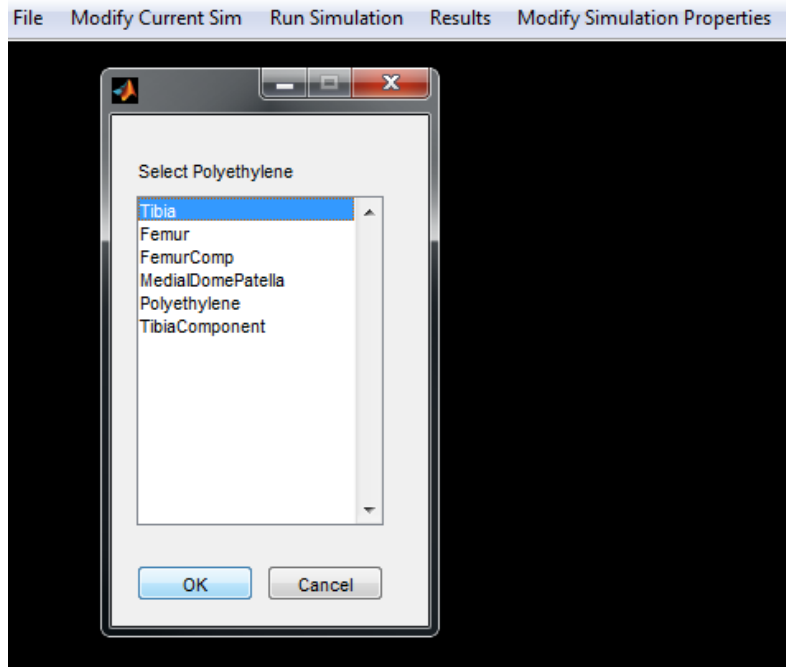 File Modify Current Sim Run Simulation Results Modify Simulation Properties
Select Polyethylene
Tibia
Femur
FemurComp
MedialDomePatella
Polyethylene
TibiaComponent
OK Cancel